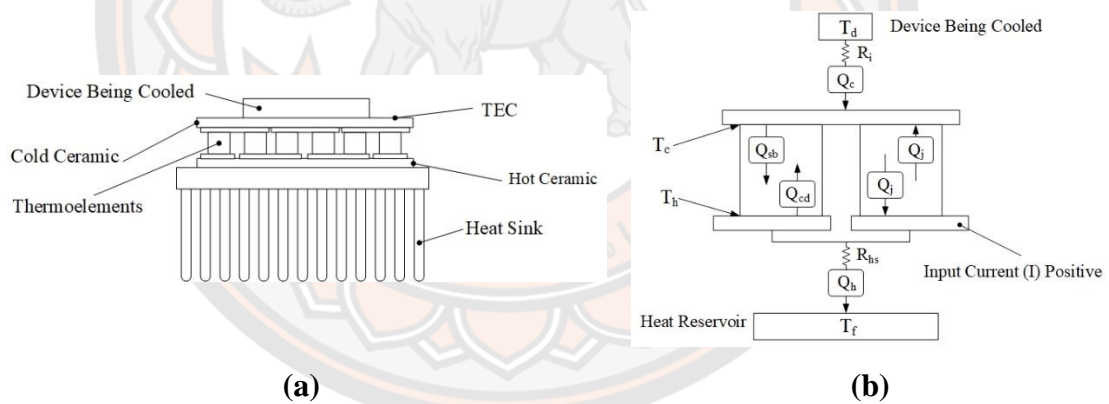 Device Being Cooled
TEC
Cold Ceramic
Hot Ceramic
Thermoelements
Heat Sink
(a)
T_d
Device Being Cooled
R_i
Q_c
T_c
Q_sb
Q_j
Q_cd
Q_j
T_h
R_hs
Input Current (I) Positive
Q_h
Heat Reservoir
T_f
(b)